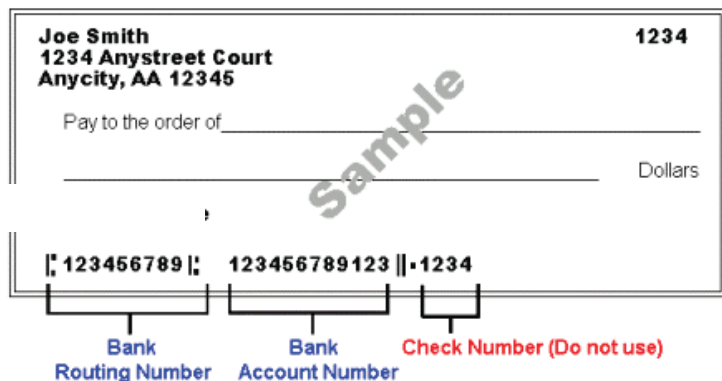 Joe Smith 1234
1234 Anystreet Court
Anycity, AA 12345
Sample
Pay to the order of
Dollars
⑆123456789⑆ 123456789123⑈1234
Bank Routing Number
Bank Account Number
Check Number (Do not use)